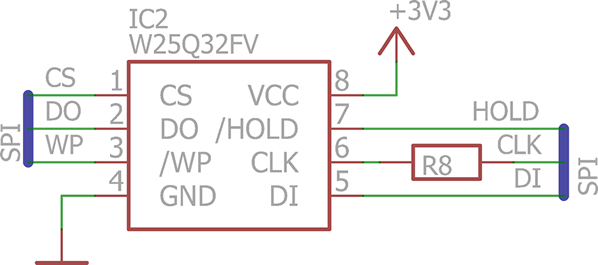 IC2
W25Q32FV
+3V3
SPI
CS
DO
WP
1
2
3
4
CS
DO
/WP
GND
VCC
/HOLD
CLK
DI
8
7
6
5
R8
HOLD
CLK
DI
SPI